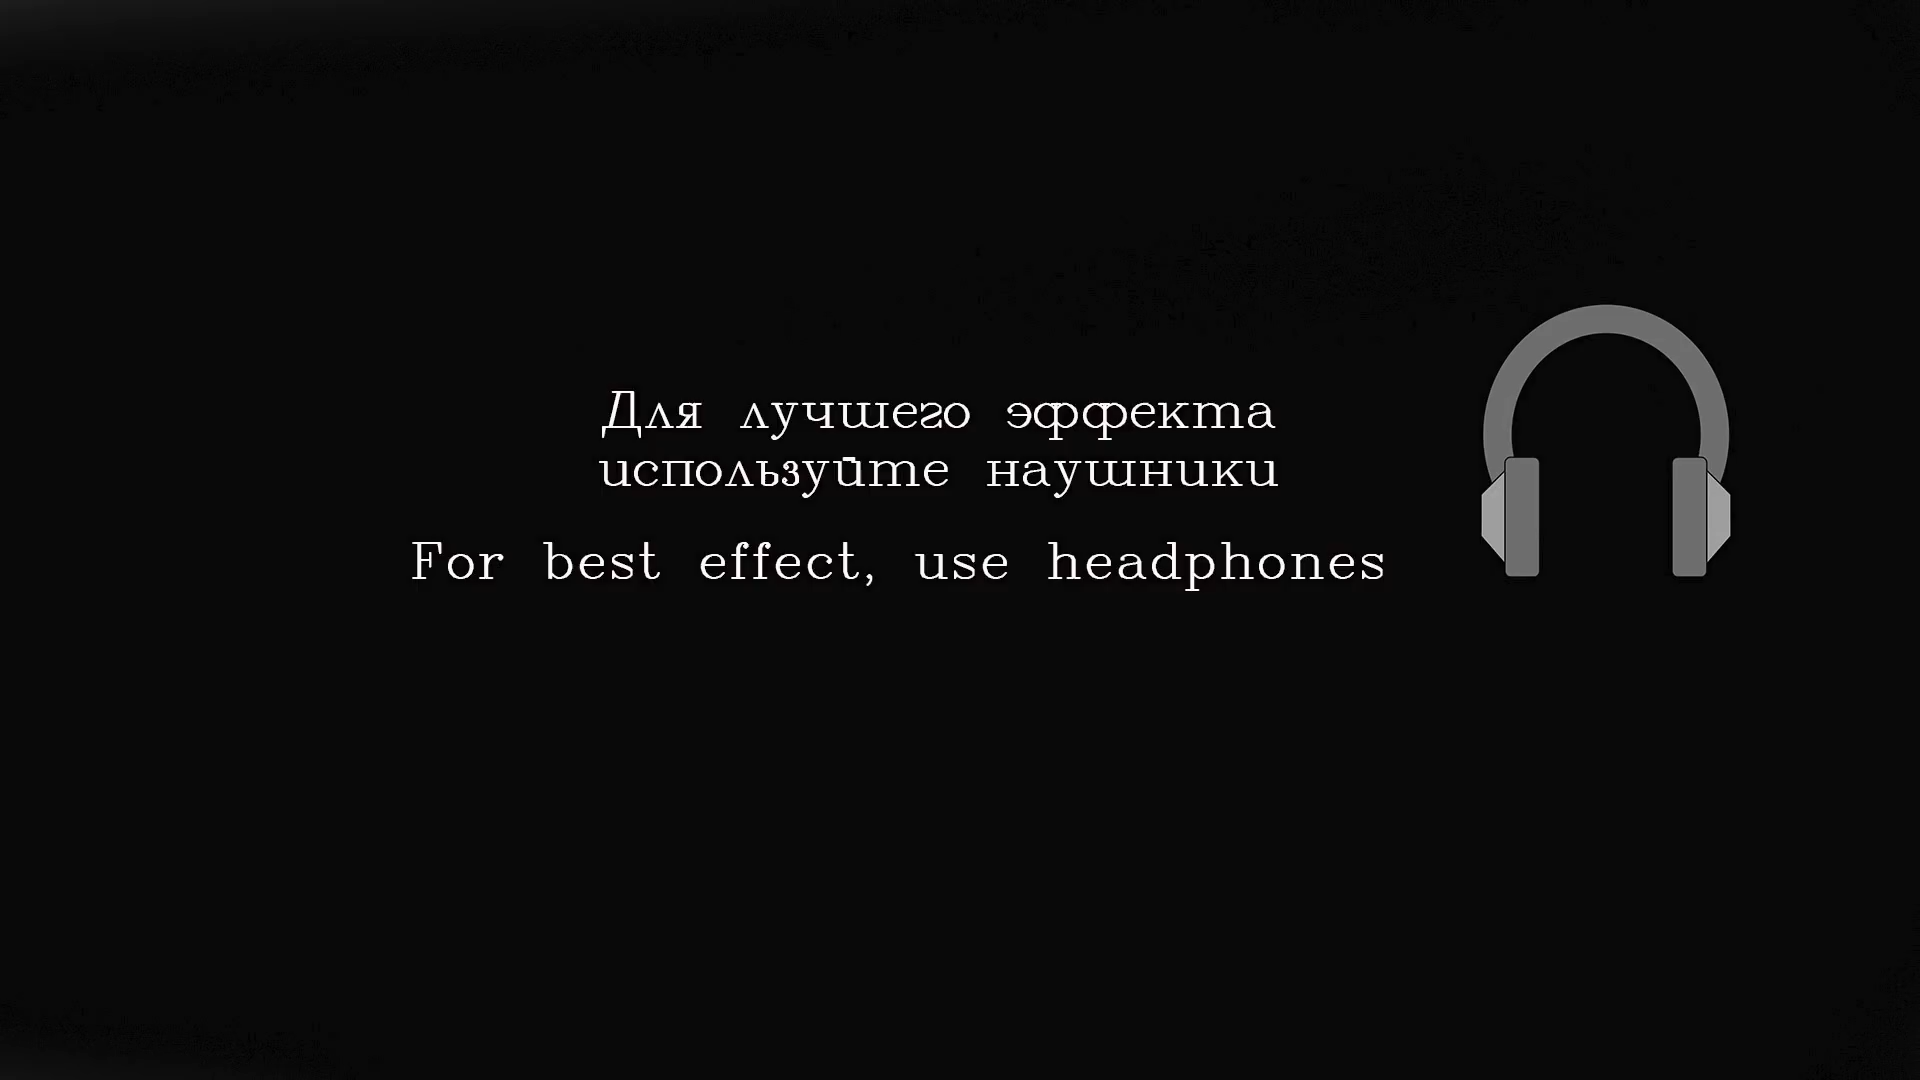 Для лучшего эффекта
используйте наушники
For best effect, use headphones